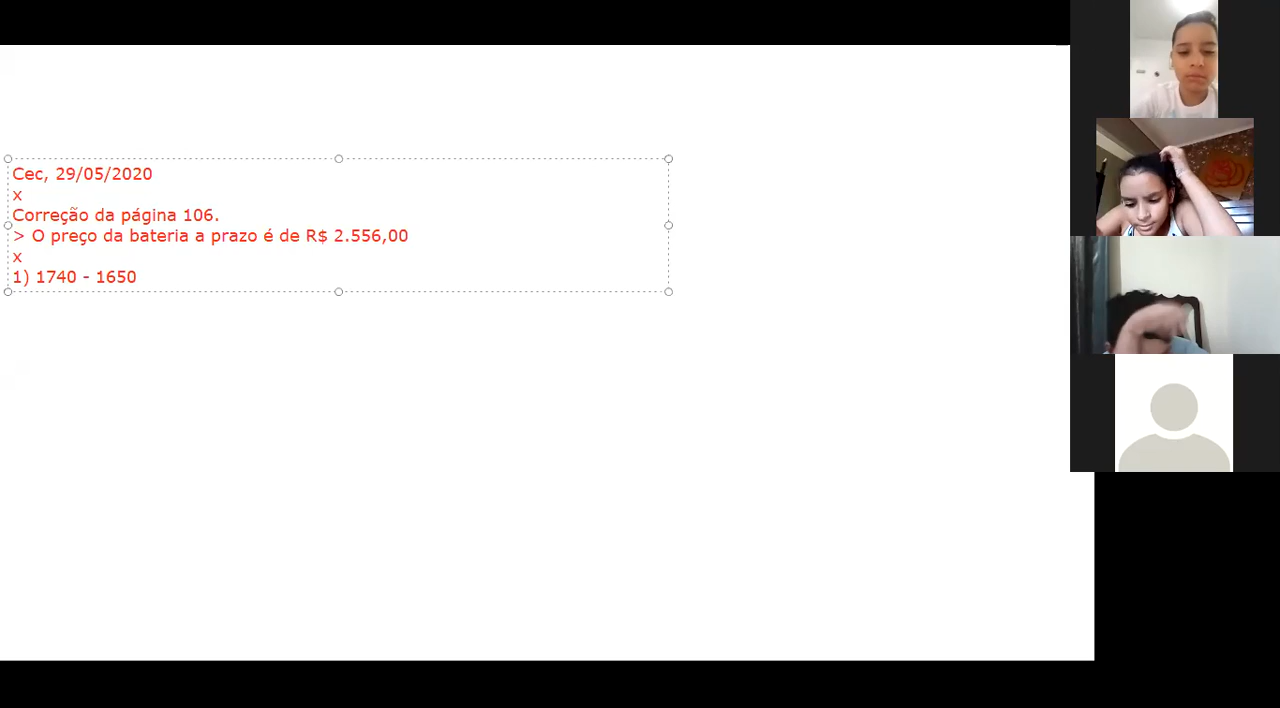 Cec, 29/05/2020
x
Correção da página 106.
> O preço da bateria a prazo é de R$ 2.556,00
x
1) 1740 - 1650